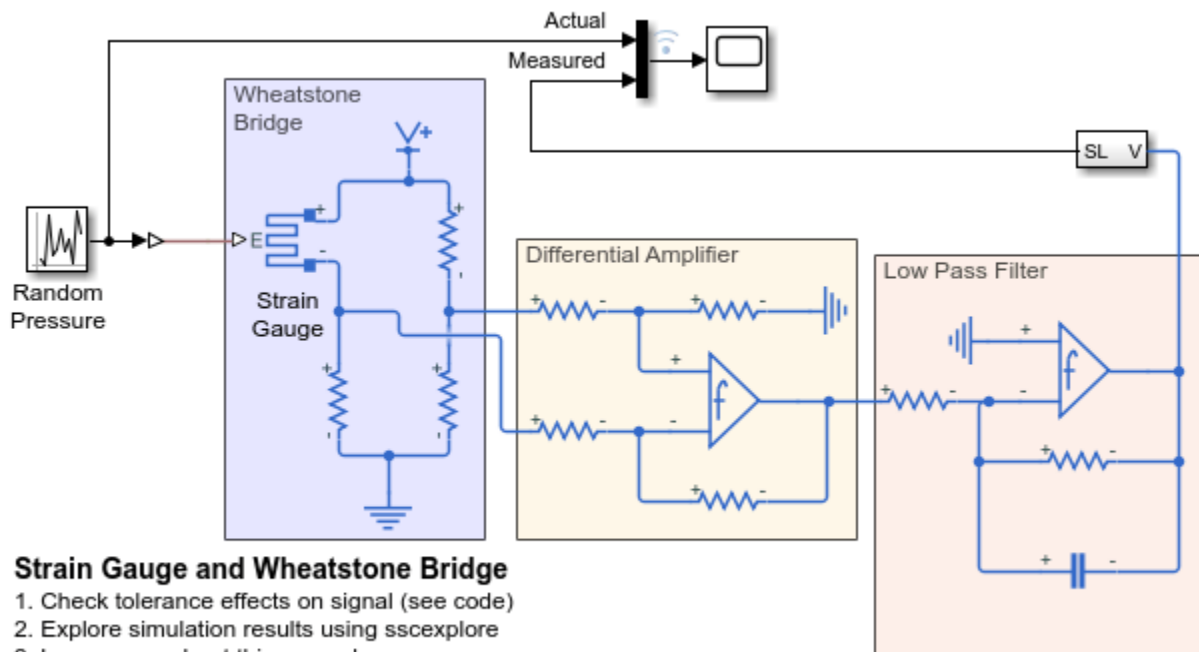 Actual
Measured
Wheatstone
Bridge
V+
SL V
E
Strain
Gauge
Random
Pressure
Differential Amplifier
Low Pass Filter
f
f
Strain Gauge and Wheatstone Bridge
1. Check tolerance effects on signal (see code)
2. Explore simulation results using sscexplore